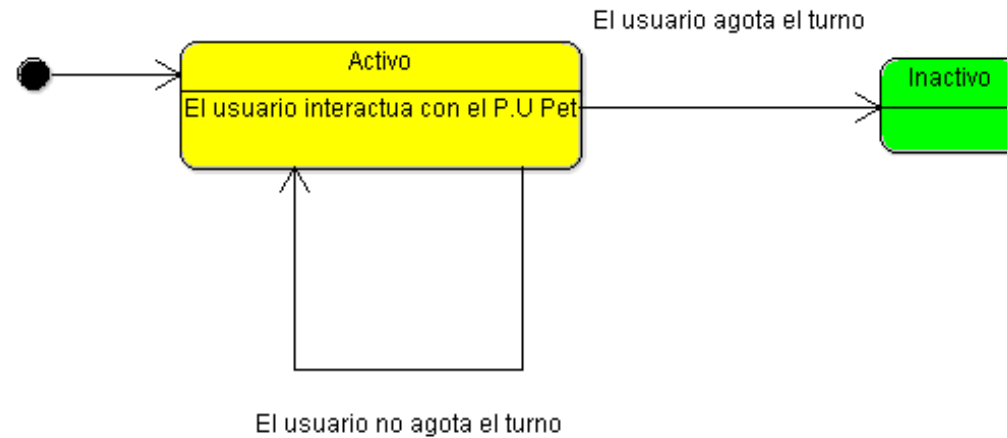 El usuario agota el turno
Activo
El usuario interactua con el P.U Pet
Inactivo
El usuario no agota el turno